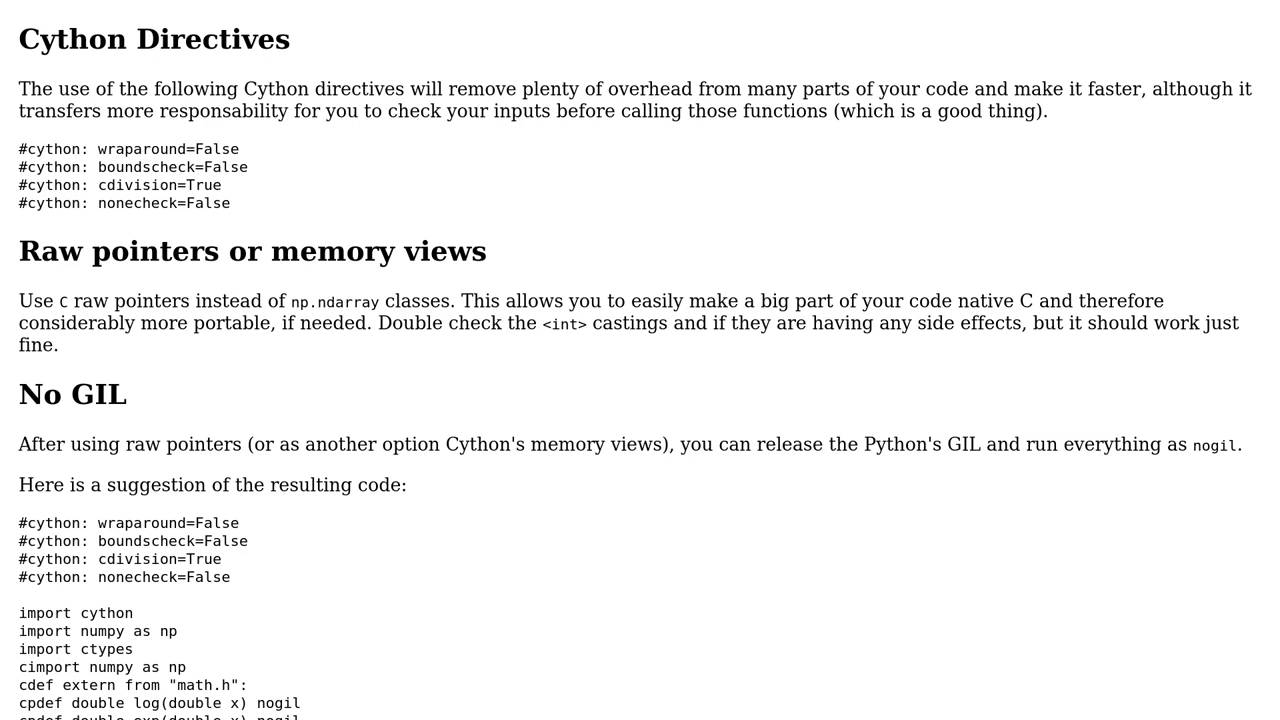 Cython Directives
The use of the following Cython directives will remove plenty of overhead from many parts of your code and make it faster, although it
transfers more responsability for you to check your inputs before calling those functions (which is a good thing).
#cython: wraparound=False
#cython: boundscheck=False
#cython: cdivision=True
#cython: nonecheck=False
Raw pointers or memory views
Use C raw pointers instead of np.ndarray classes. This allows you to easily make a big part of your code native C and therefore
considerably more portable, if needed. Double check the <int> castings and if they are having any side effects, but it should work just
fine.
No GIL
After using raw pointers (or as another option Cython's memory views), you can release the Python's GIL and run everything as nogil.
Here is a suggestion of the resulting code:
#cython: wraparound=False
#cython: boundscheck=False
#cython: cdivision=True
#cython: nonecheck=False
import cython
import numpy as np
import ctypes
cimport numpy as np
cdef extern from "math.h":
cpdef double log(double x) nogil
cpdef double exp(double x) nogil